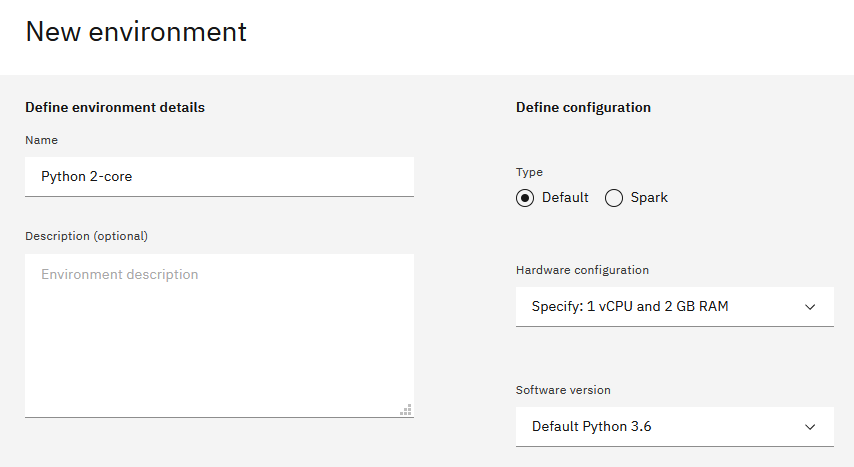 New environment
Define environment details
Name
Python 2-core
Description (optional)
Environment description
Define configuration
Type
Default
Spark
Hardware configuration
Specify: 1 vCPU and 2 GB RAM
Software version
Default Python 3.6